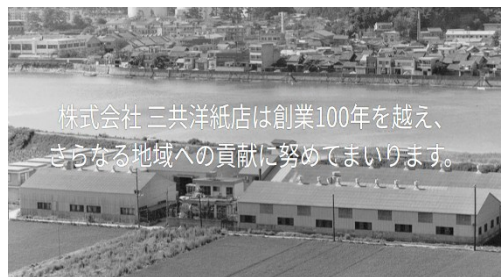 株式会社 三共洋紙店は創業100年を越え、
さらなる地域への貢献に努めてまいります。